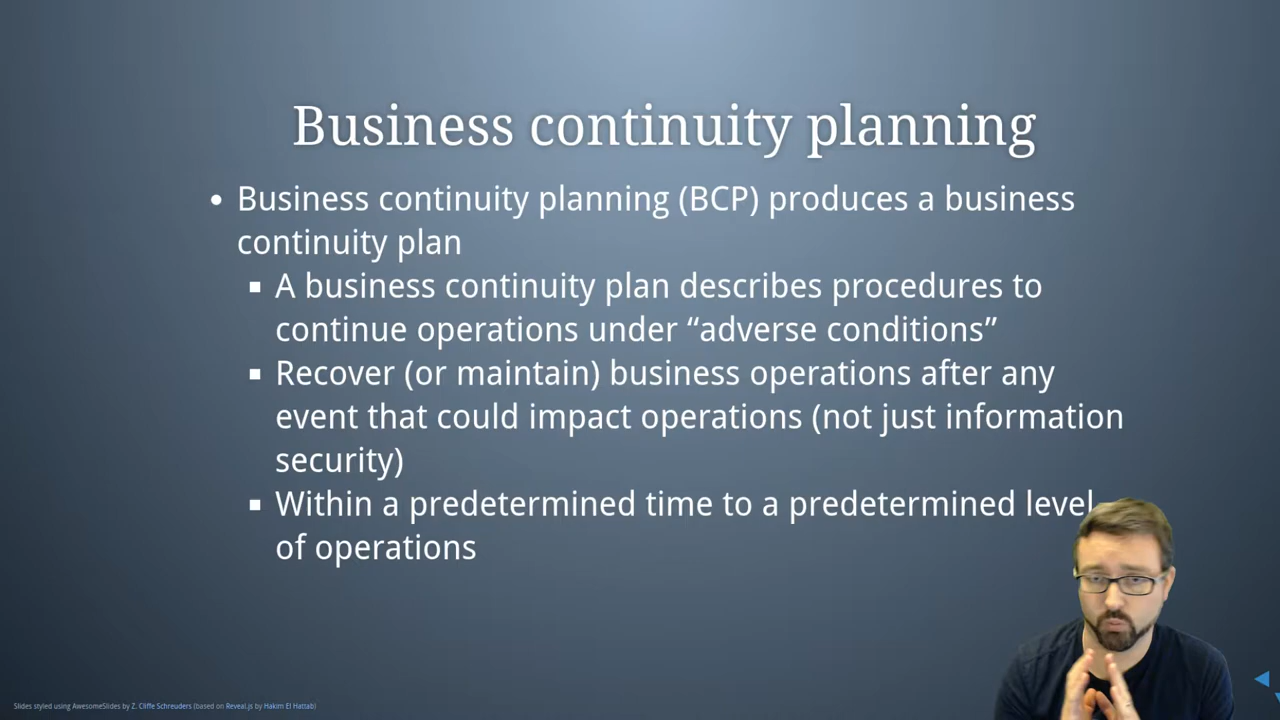 Business continuity planning
• Business continuity planning (BCP) produces a business
continuity plan
▪ A business continuity plan describes procedures to
continue operations under “adverse conditions”
▪ Recover (or maintain) business operations after any
event that could impact operations (not just information
security)
▪ Within a predetermined time to a predetermined level
of operations
Slides styled using AwesomeSlides by Z. Cliffe Schreuders (based on Reveal.js by Hakim El Hattab)